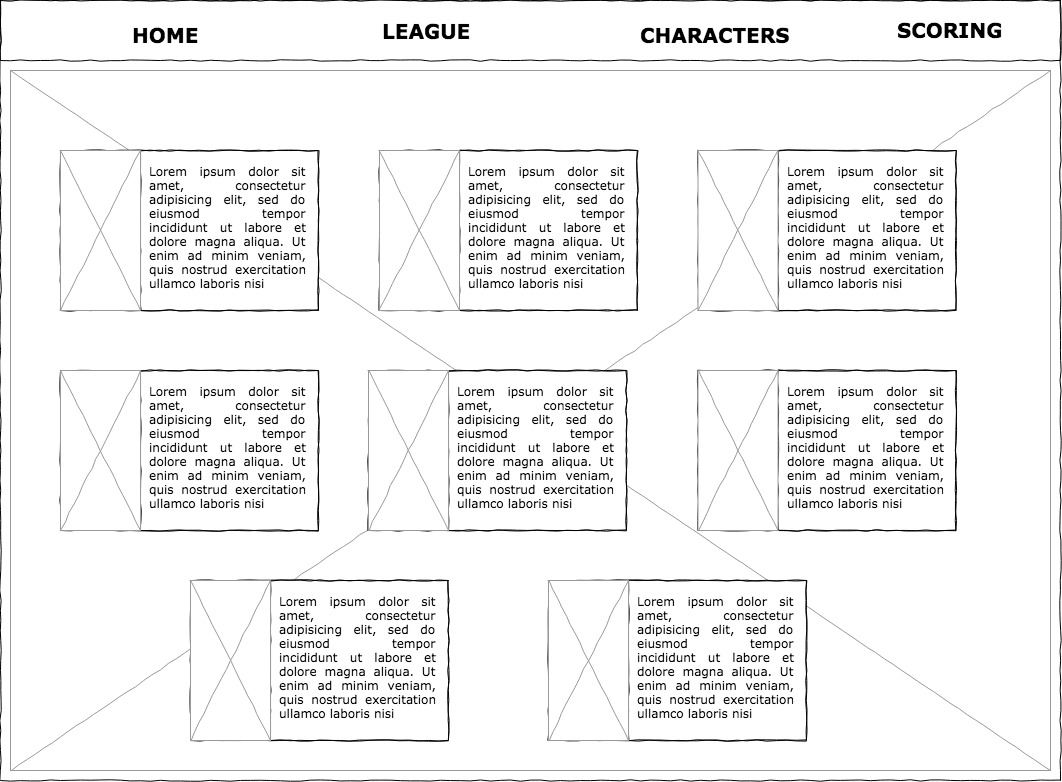 HOME LEAGUE CHARACTERS SCORING
Lorem ipsum dolor sit
amet, consectetur
adipisicing elit, sed do
eiusmod tempor
incididunt ut labore et
dolore magna aliqua. Ut
enim ad minim veniam,
quis nostrud exercitation
ullamco laboris nisi
Lorem ipsum dolor sit
amet, consectetur
adipisicing elit, sed do
eiusmod tempor
incididunt ut labore et
dolore magna aliqua. Ut
enim ad minim veniam,
quis nostrud exercitation
ullamco laboris nisi
Lorem ipsum dolor sit
amet, consectetur
adipisicing elit, sed do
eiusmod tempor
incididunt ut labore et
dolore magna aliqua. Ut
enim ad minim veniam,
quis nostrud exercitation
ullamco laboris nisi
Lorem ipsum dolor sit
amet, consectetur
adipisicing elit, sed do
eiusmod tempor
incididunt ut labore et
dolore magna aliqua. Ut
enim ad minim veniam,
quis nostrud exercitation
ullamco laboris nisi
Lorem ipsum dolor sit
amet, consectetur
adipisicing elit, sed do
eiusmod tempor
incididunt ut labore et
dolore magna aliqua. Ut
enim ad minim veniam,
quis nostrud exercitation
ullamco laboris nisi
Lorem ipsum dolor sit
amet, consectetur
adipisicing elit, sed do
eiusmod tempor
incididunt ut labore et
dolore magna aliqua. Ut
enim ad minim veniam,
quis nostrud exercitation
ullamco laboris nisi
Lorem ipsum dolor sit
amet, consectetur
adipisicing elit, sed do
eiusmod tempor
incididunt ut labore et
dolore magna aliqua. Ut
enim ad minim veniam,
quis nostrud exercitation
ullamco laboris nisi
Lorem ipsum dolor sit
amet, consectetur
adipisicing elit, sed do
eiusmod tempor
incididunt ut labore et
dolore magna aliqua. Ut
enim ad minim veniam,
quis nostrud exercitation
ullamco laboris nisi